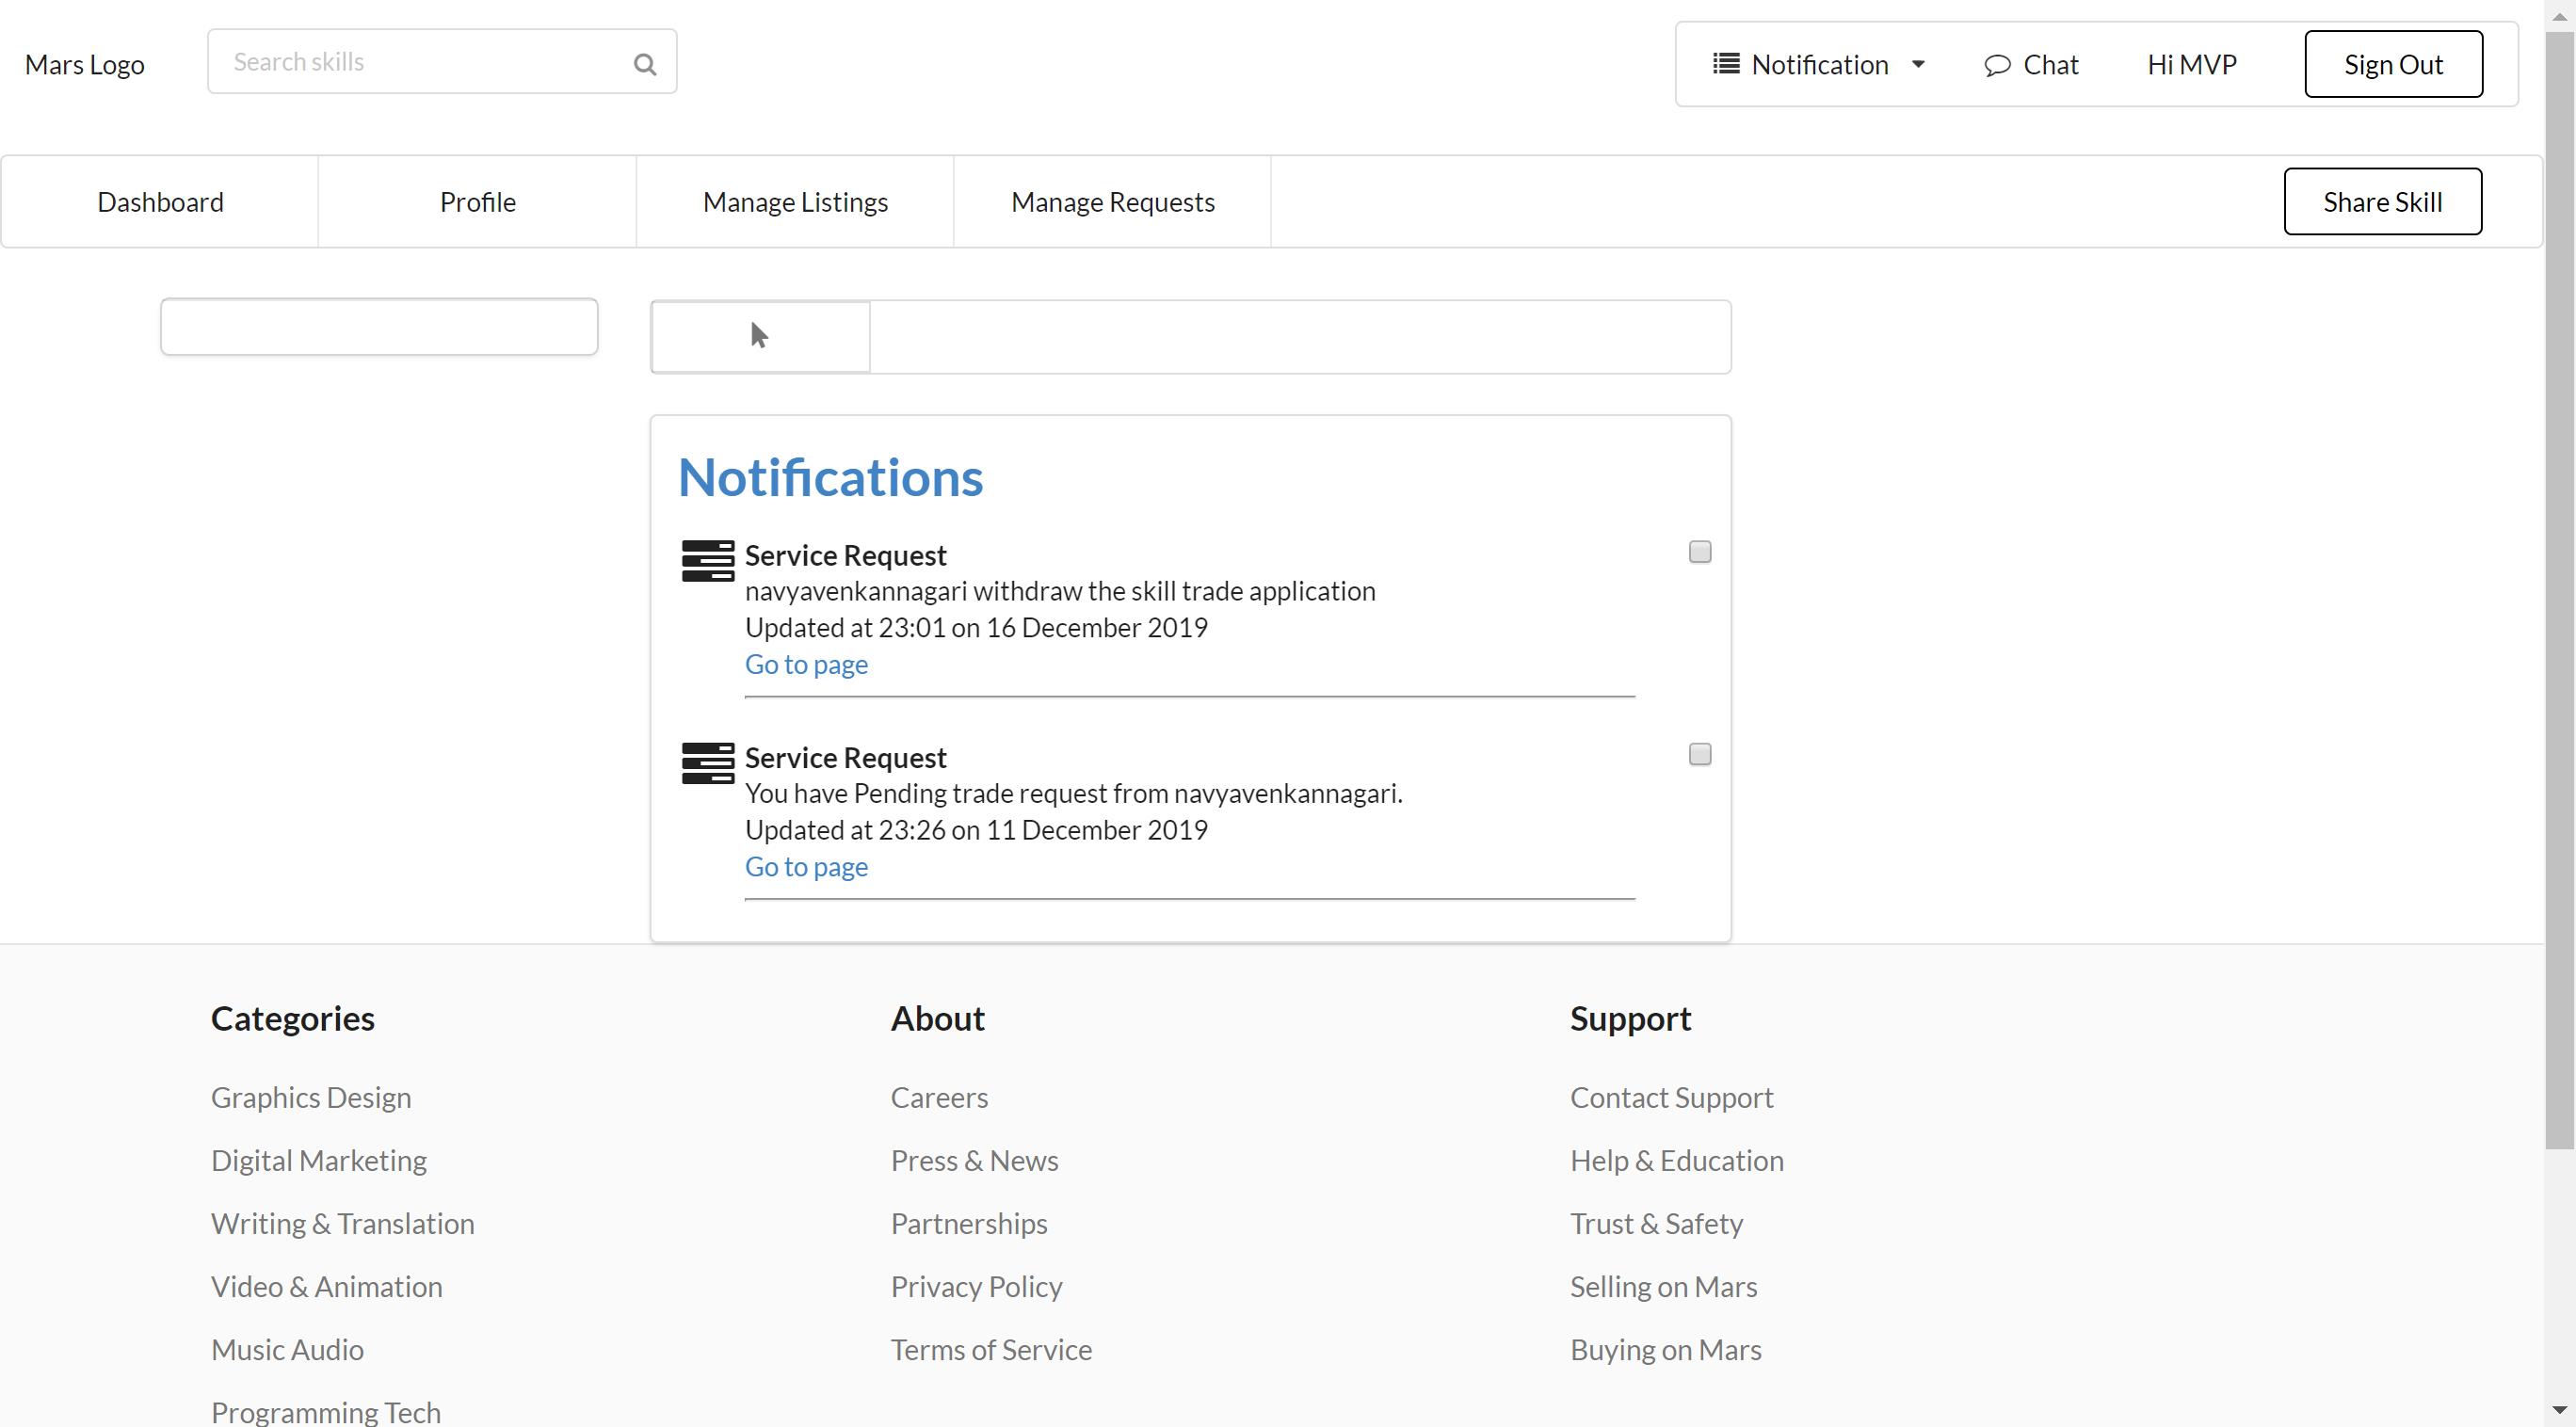 Mars Logo
Search skills
Notification
Chat
Hi MVP
Sign Out
Dashboard
Profile
Manage Listings
Manage Requests
Share Skill
Notifications
Service Request
navyavenkannagari withdraw the skill trade application
Updated at 23:01 on 16 December 2019
Go to page
Service Request
You have Pending trade request from navyavenkannagari.
Updated at 23:26 on 11 December 2019
Go to page
Categories
Graphics Design
Digital Marketing
Writing & Translation
Video & Animation
Music Audio
Programming Tech
About
Careers
Press & News
Partnerships
Privacy Policy
Terms of Service
Support
Contact Support
Help & Education
Trust & Safety
Selling on Mars
Buying on Mars